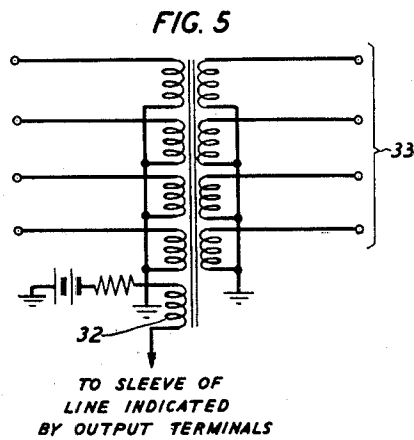 FIG. 5
33
32
TO SLEEVE OF
LINE INDICATED
BY OUTPUT TERMINALS